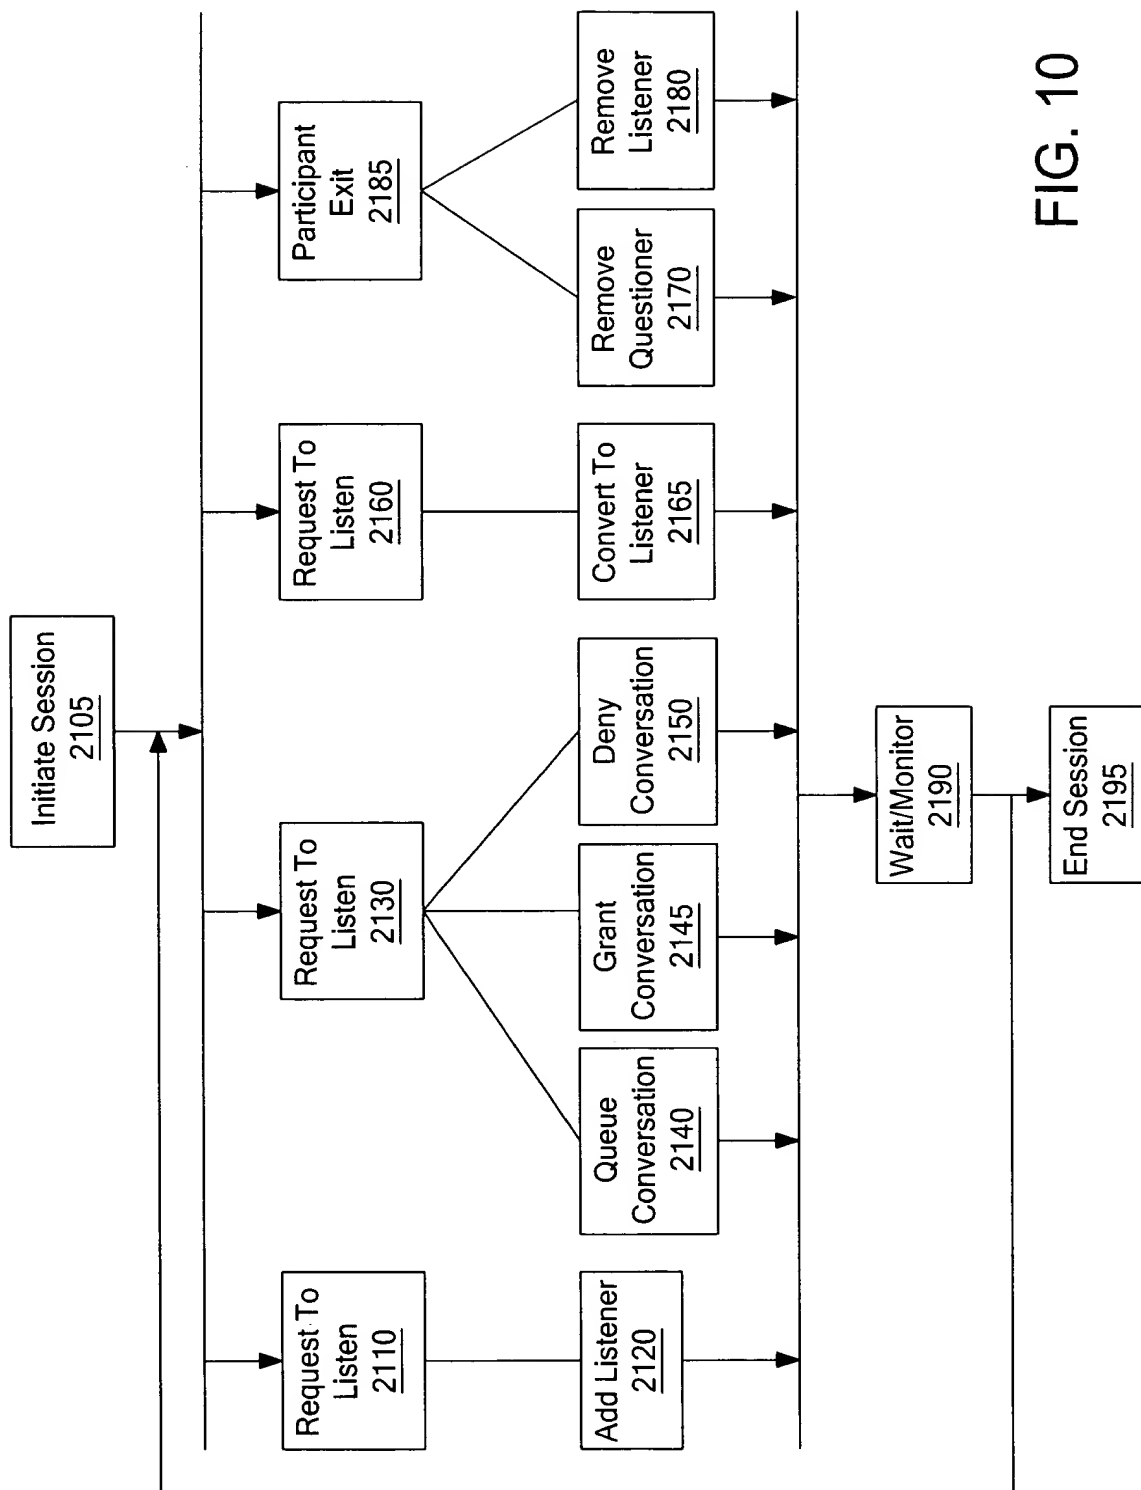 Initiate Session
2105
Request To
Listen
2110
Request To
Listen
2130
Request To
Listen
2160
Participant
Exit
2185
Add Listener
2120
Queue
Conversation
2140
Grant
Conversation
2145
Deny
Conversation
2150
Convert To
Listener
2165
Remove
Questioner
2170
Remove
Listener
2180
Wait/Monitor
2190
End Session
2195
FIG. 10